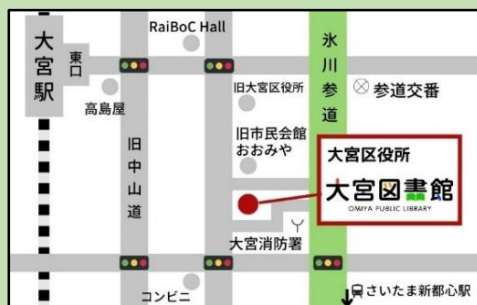 RaiBoC Hall
大宮駅
東口
高島屋
旧中山道
旧大宮区役所
旧市民会館
おおみや
氷川参道
参道交番
大宮区役所
大宮図書館
OMIYA PUBLIC LIBRARY
大宮消防署
コンビニ
さいたま新都心駅